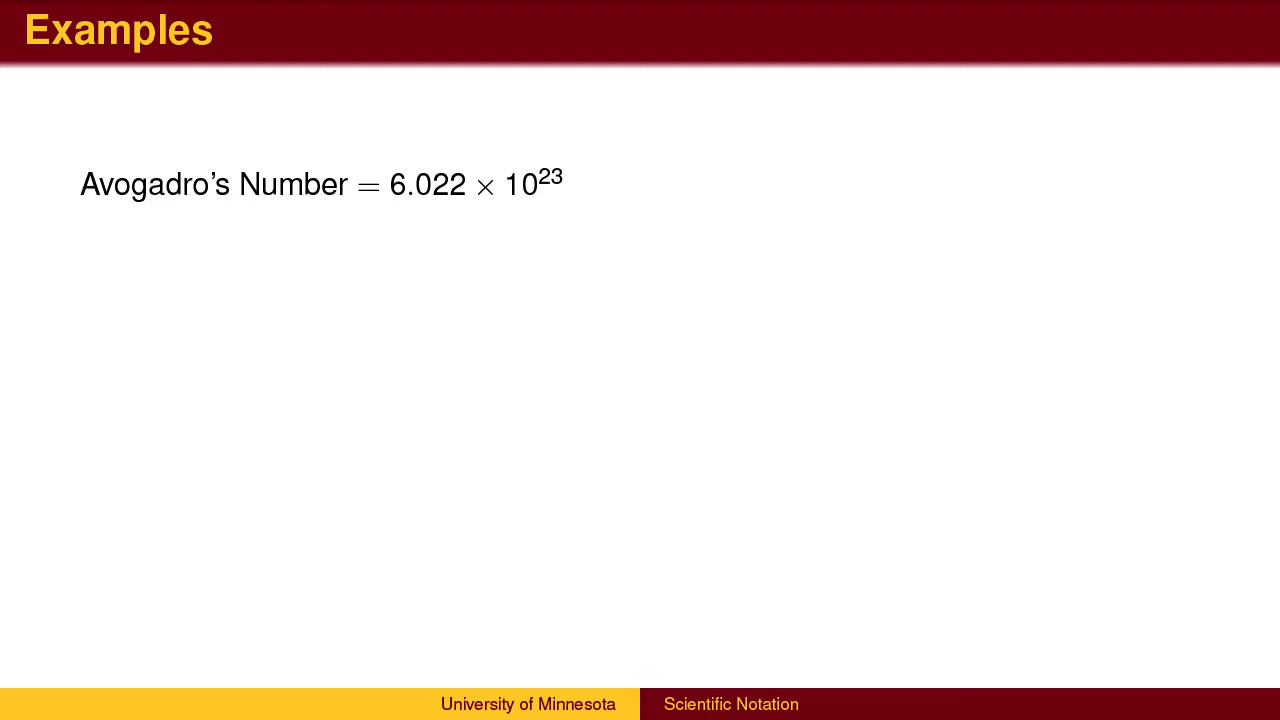 Examples
Avogadro’s Number = 6.022 × 10²³
University of Minnesota
Scientific Notation